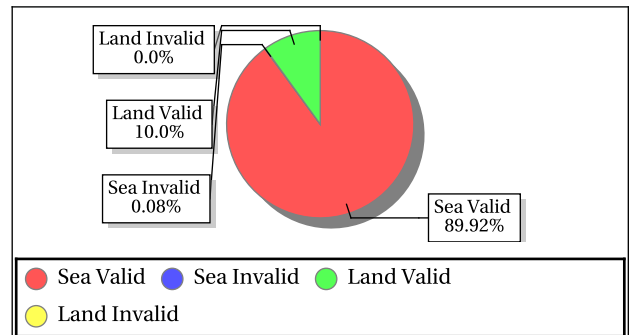 Land Invalid
0.0%
Land Valid
10.0%
Sea Invalid
0.08%
Sea Valid
89.92%
Sea Valid Sea Invalid Land Valid
Land Invalid